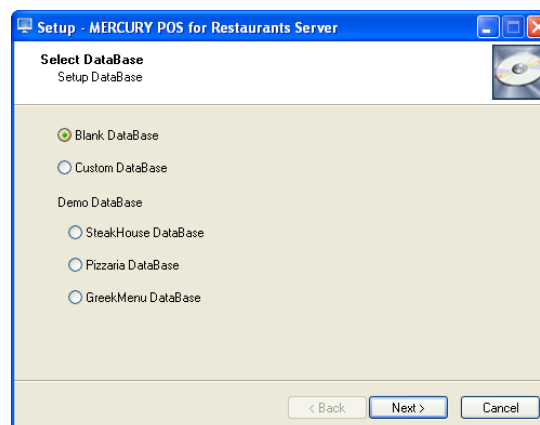 Setup - MERCURY POS for Restaurants Server
Select DataBase
Setup DataBase
Blank DataBase
Custom DataBase
Demo DataBase
SteakHouse DataBase
Pizzaria DataBase
GreekMenu DataBase
< Back Next > Cancel